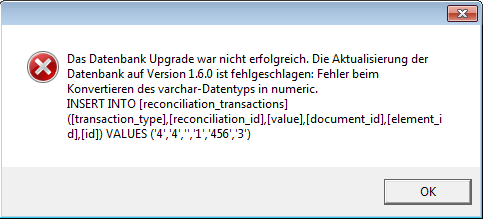 Das Datenbank Upgrade war nicht erfolgreich. Die Aktualisierung der
Datenbank auf Version 1.6.0 ist fehlgeschlagen: Fehler beim
Konvertieren des varchar-Datentyps in numeric.
INSERT INTO [reconciliation_transactions]
([transaction_type],[reconciliation_id],[value],[document_id],[element_i
d],[id]) VALUES ('4','4','','1','456','3')
OK